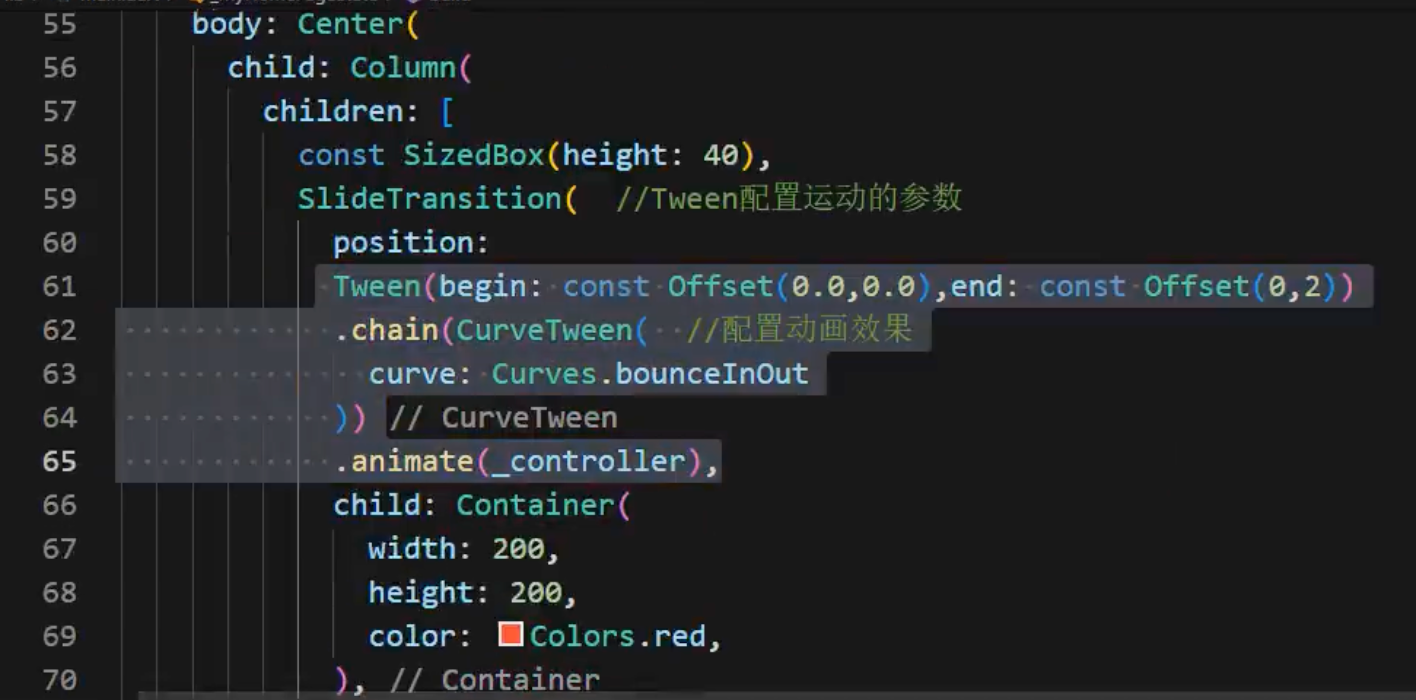 55 body: Center(
56 child: Column(
57 children: [
58 const SizedBox(height: 40),
59 SlideTransition( //Tween配置运动的参数
60 position:
61 Tween(begin: const Offset(0.0,0.0),end: const Offset(0,2))
62 .chain(CurveTween( //配置动画效果
63 curve: Curves.bounceInOut
64 )) // CurveTween
65 .animate(_controller),
66 child: Container(
67 width: 200,
68 height: 200,
69 color: Colors.red,
70 ), // Container